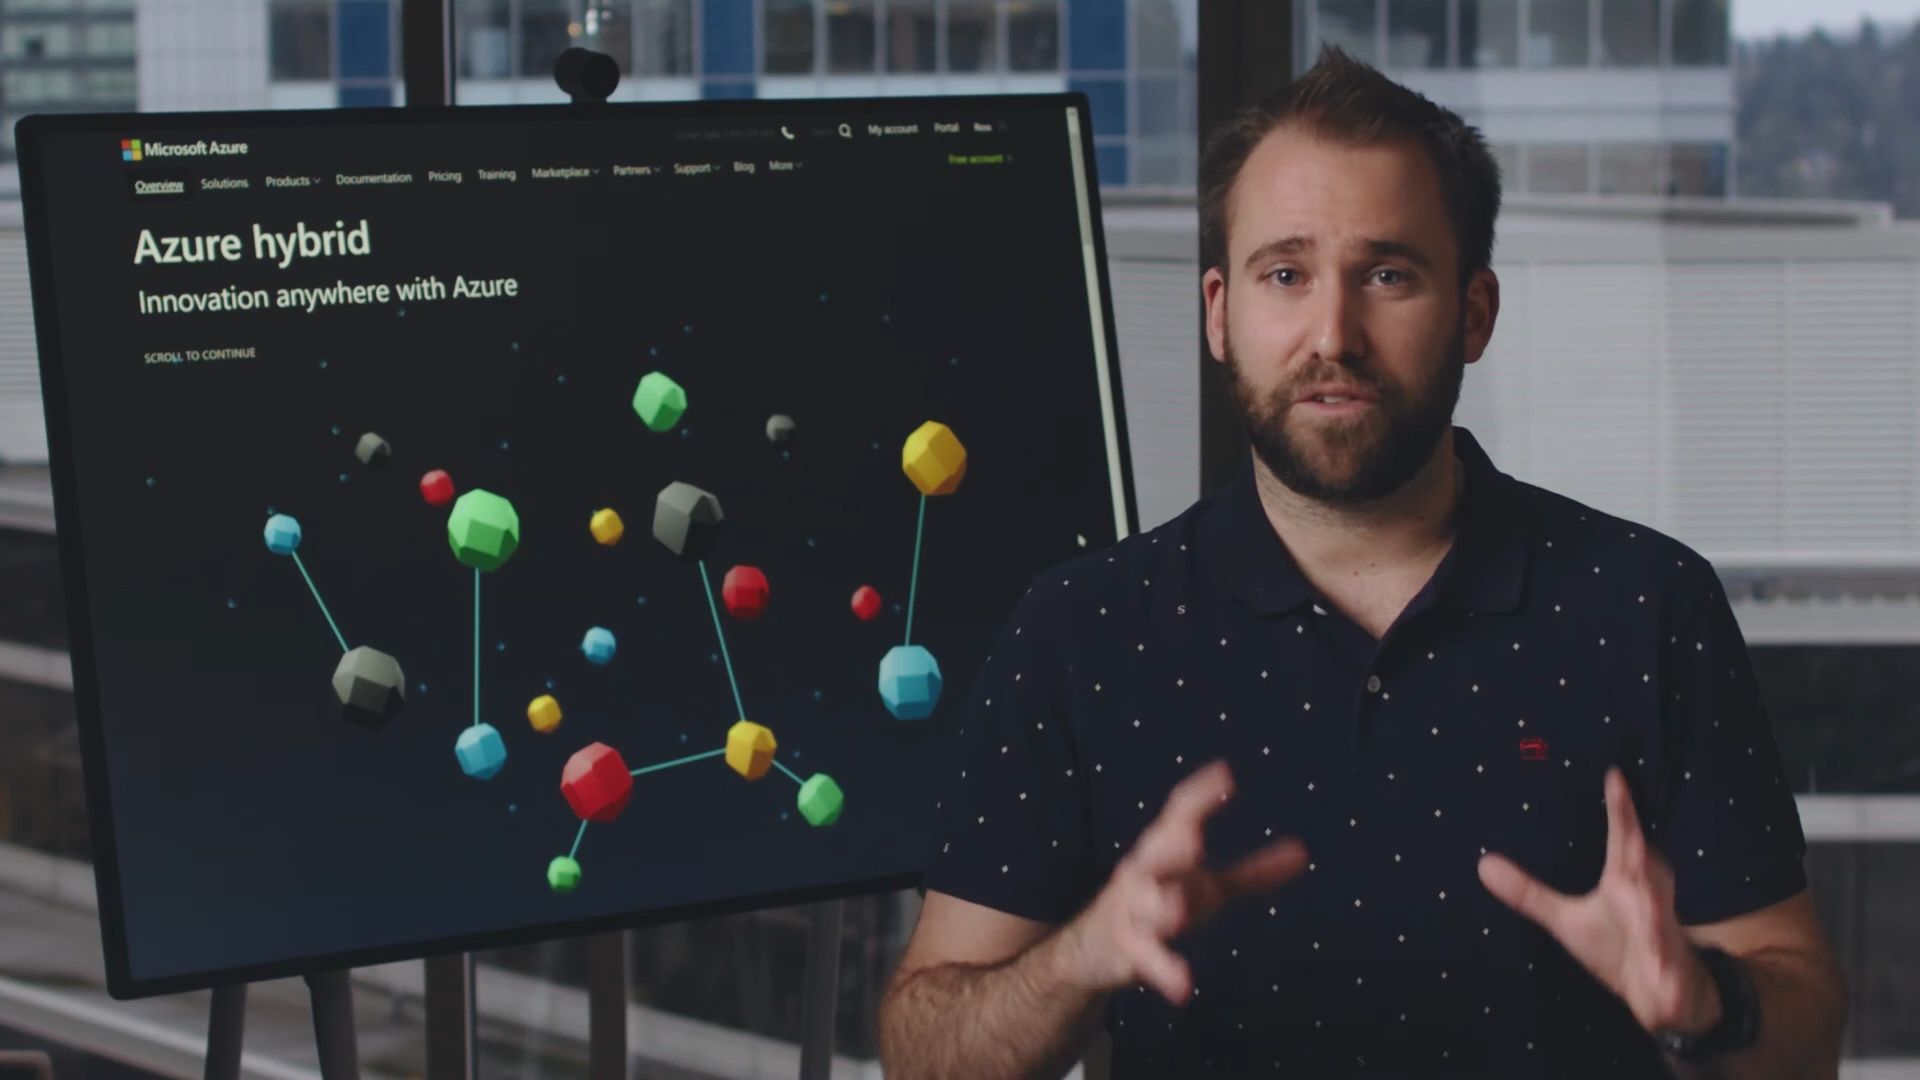 Microsoft Azure
My account Portal
Overview Solutions Products Documentation Pricing Training Marketplace Partners Support Blog More
Free account
Azure hybrid
Innovation anywhere with Azure
SCROLL TO CONTINUE